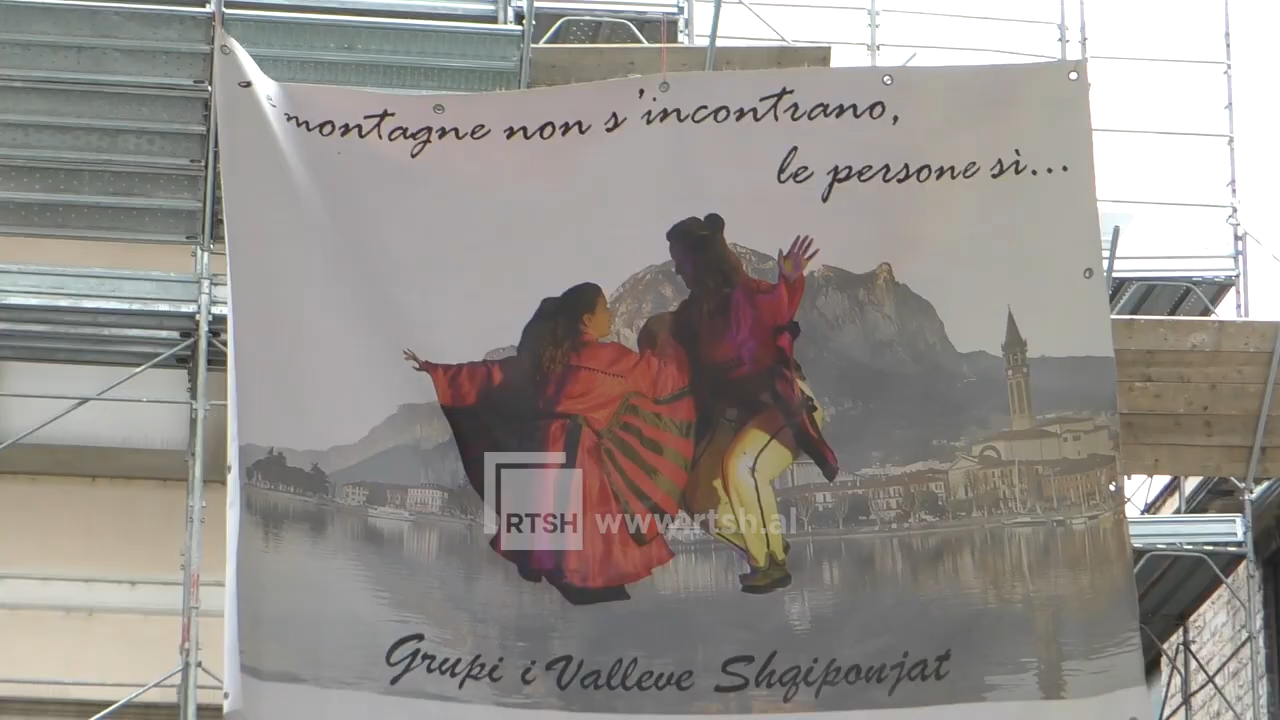 montagne non s'incontrano,
le persone sì...
RTSH www.rtsh.al
Grupi i Valleve Shqiponjat